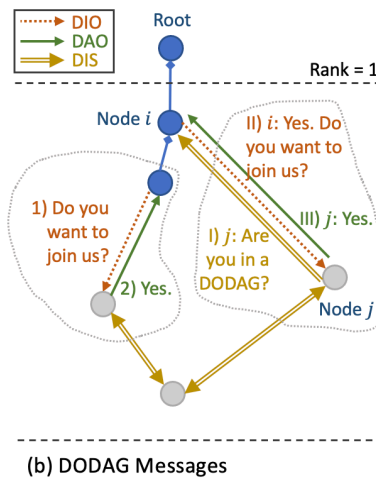 DIO
DAO
DIS
Root
Rank = 1
Node i
II) i: Yes. Do
you want to
join us?
1) Do you
want to
join us?
III) j: Yes.
I) j: Are
you in a
DODAG?
2) Yes.
Node j
(b) DODAG Messages